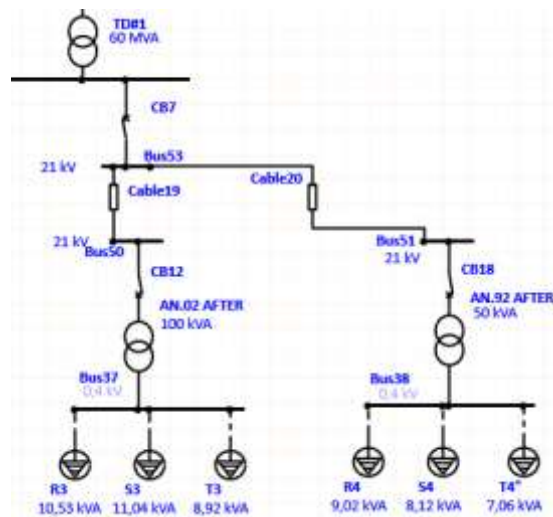 TD#1
60 MVA
CB7
21 kV
Bus53
Cable19
Cable20
21 kV
Bus50
Bus51
21 kV
CB12
CB18
AN.02 AFTER
100 kVA
AN.92 AFTER
50 kVA
Bus37
0,4 kV
Bus38
0,4 kV
R3
S3
T3
R4
S4
T4"
10,53 kVA
11,04 kVA
8,92 kVA
9,02 kVA
8,12 kVA
7,06 kVA